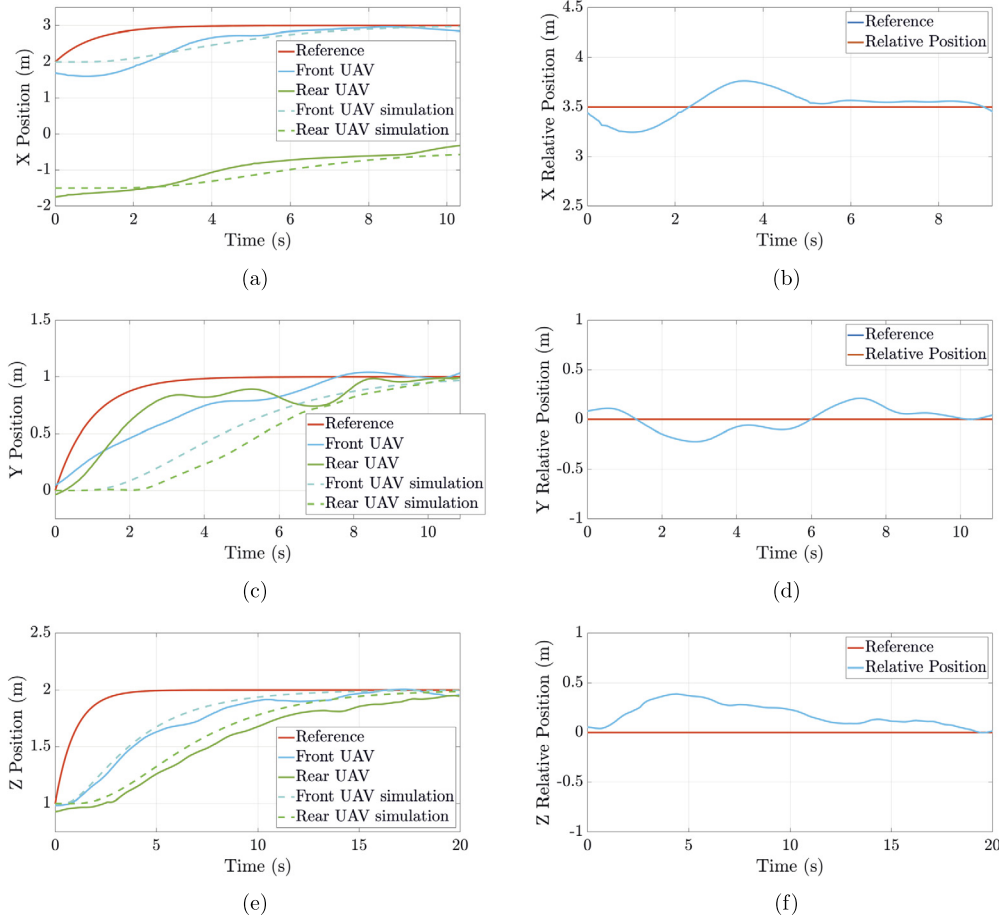 3
2
1
0
-1
-2
X Position (m)
Reference
Front UAV
Rear UAV
Front UAV simulation
Rear UAV simulation
0 2 4 6 8 10
Time (s)
(a)
4.5
4
3.5
3
2.5
X Relative Position (m)
Reference
Relative Position
0 2 4 6 8
Time (s)
(b)
1.5
1
0.5
0
Y Position (m)
Reference
Front UAV
Rear UAV
Front UAV simulation
Rear UAV simulation
0 2 4 6 8 10
Time (s)
(c)
1
0.5
0
-0.5
-1
Y Relative Position (m)
Reference
Relative Position
0 2 4 6 8 10
Time (s)
(d)
2.5
2
1.5
1
Z Position (m)
Reference
Front UAV
Rear UAV
Front UAV simulation
Rear UAV simulation
0 5 10 15 20
Time (s)
(e)
1
0.5
0
-0.5
-1
Z Relative Position (m)
Reference
Relative Position
0 5 10 15 20
Time (s)
(f)